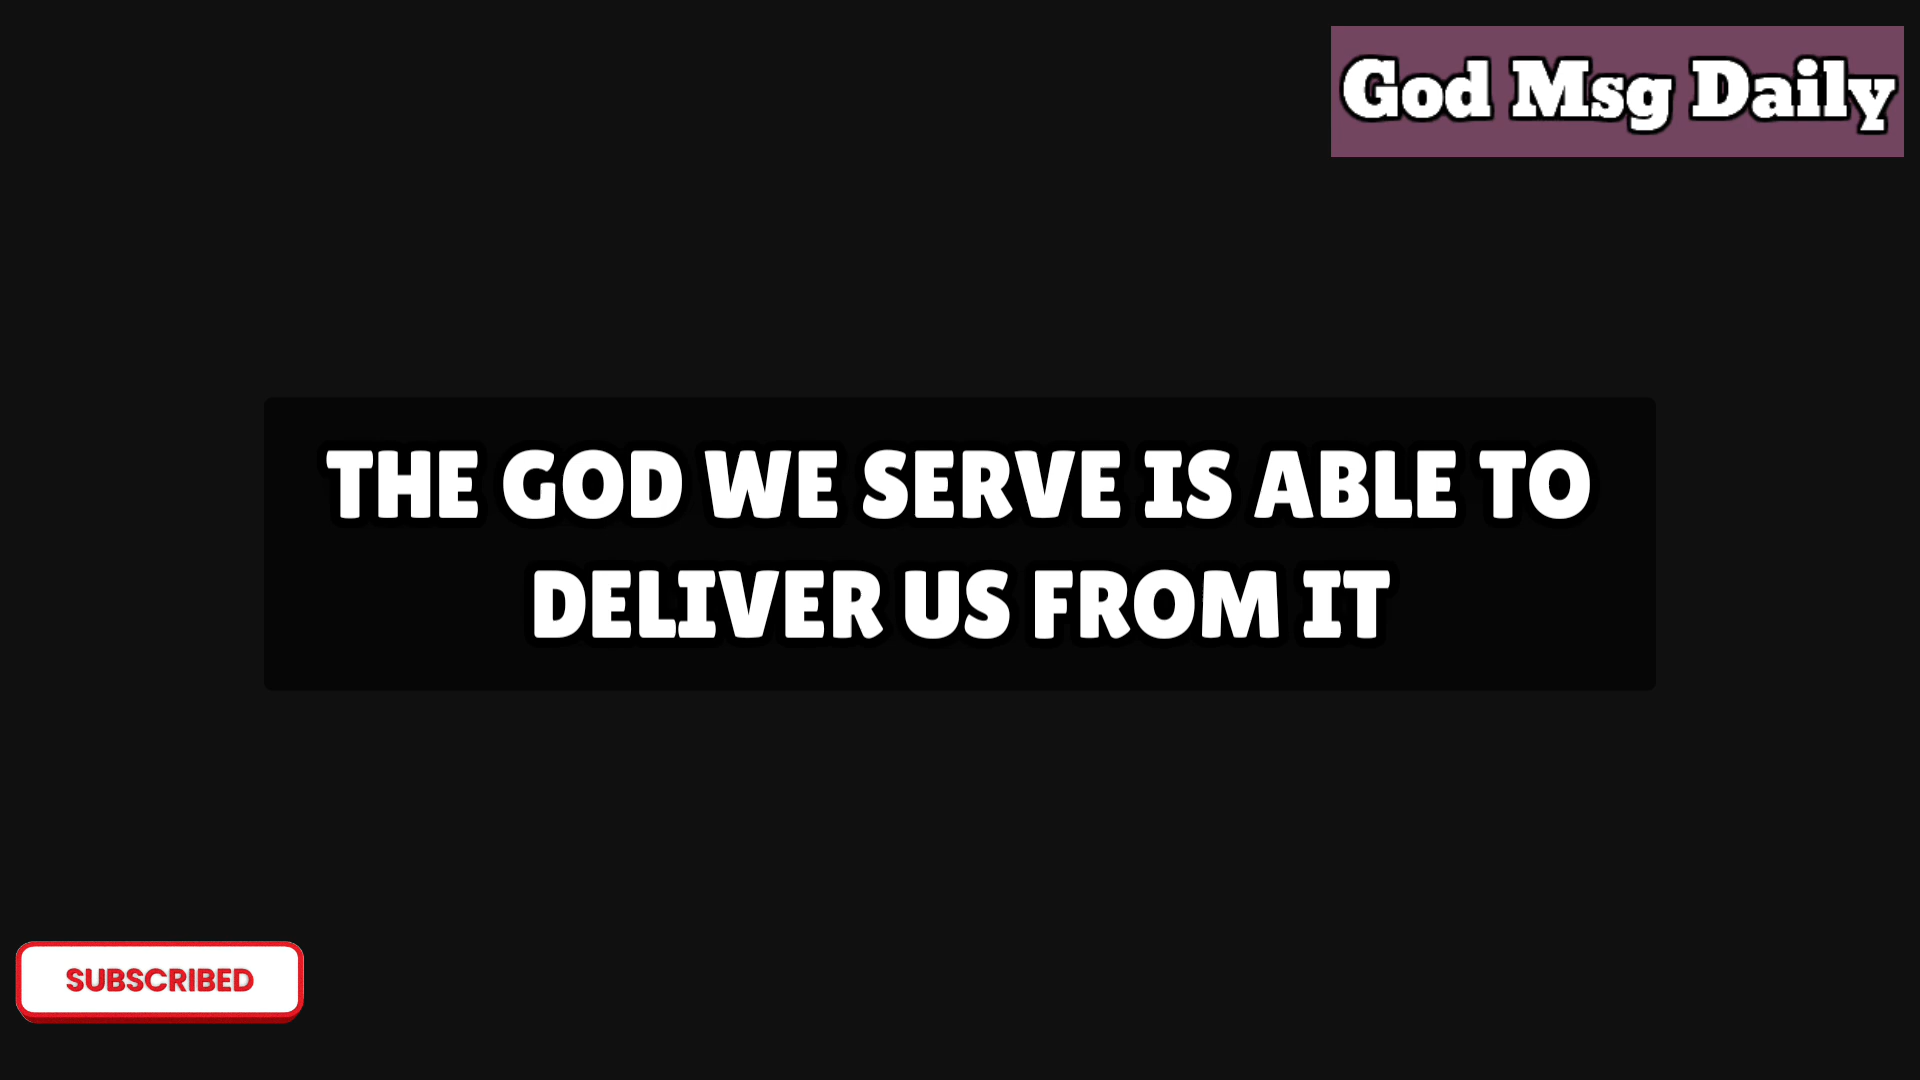 God Msg Daily
THE GOD WE SERVE IS ABLE TO
DELIVER US FROM IT
SUBSCRIBED